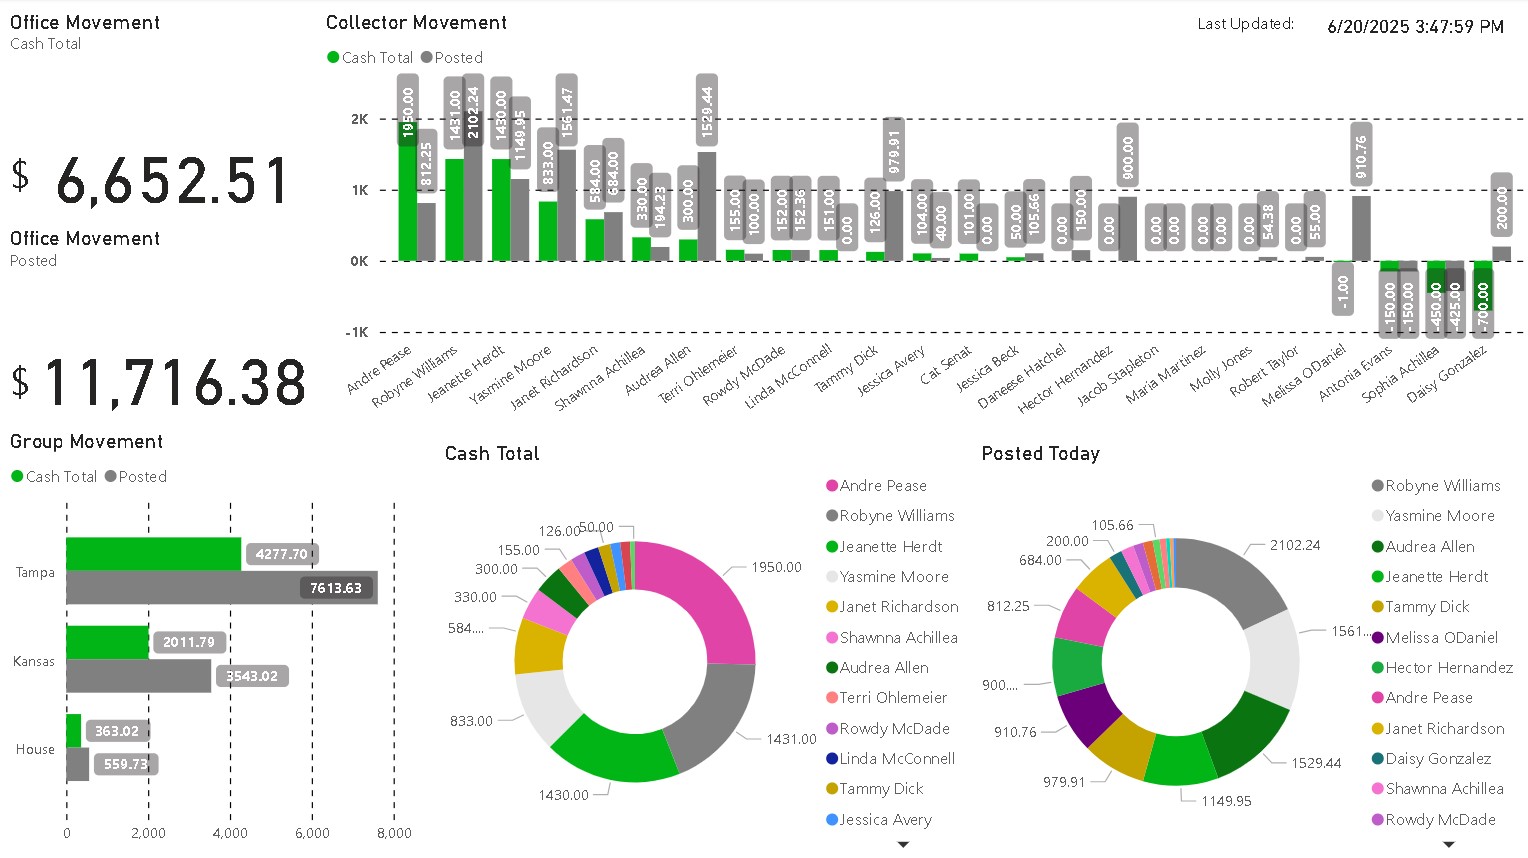 Office Movement
Cash Total
$ 6,652.51
Office Movement
Posted
$ 11,716.38
Collector Movement
Last Updated: 6/20/2025 3:47:59 PM
Cash Total Posted
2K
1K
0K
-1K
1950.00
812.25
1431.00
2102.24
1430.00
1149.95
833.00
1561.47
584.00
684.00
330.00
194.23
300.00
1529.44
155.00
100.00
152.00
152.36
151.00
0.00
126.00
979.91
104.00
40.00
101.00
0.00
50.00
105.66
0.00
150.00
0.00
900.00
0.00
0.00
0.00
0.00
0.00
54.38
0.00
55.00
-1.00
910.76
-150.00
-150.00
-450.00
-425.00
-700.00
200.00
Andre Pease
Robyne Williams
Jeanette Herdt
Yasmine Moore
Janet Richardson
Shawnna Achillea
Audrea Allen
Terri Ohlemeier
Rowdy McDade
Linda McConnell
Tammy Dick
Jessica Avery
Cat Senat
Jessica Beck
Daneese Hatchel
Hector Hernandez
Jacob Stapleton
Maria Martinez
Molly Jones
Robert Taylor
Melissa ODaniel
Antonia Evans
Sophia Achillea
Daisy Gonzalez
Group Movement
Cash Total Posted
Tampa
4277.70
7613.63
Kansas
2011.79
3543.02
House
363.02
559.73
0 2,000 4,000 6,000 8,000
Cash Total
1950.00
1431.00
1430.00
833.00
584....
330.00
300.00
155.00
126.00
50.00
Andre Pease
Robyne Williams
Jeanette Herdt
Yasmine Moore
Janet Richardson
Shawnna Achillea
Audrea Allen
Terri Ohlemeier
Rowdy McDade
Linda McConnell
Tammy Dick
Jessica Avery
Posted Today
2102.24
1561....
1529.44
1149.95
979.91
910.76
900....
812.25
684.00
200.00
105.66
Robyne Williams
Yasmine Moore
Audrea Allen
Jeanette Herdt
Tammy Dick
Melissa ODaniel
Hector Hernandez
Andre Pease
Janet Richardson
Daisy Gonzalez
Shawnna Achillea
Rowdy McDade